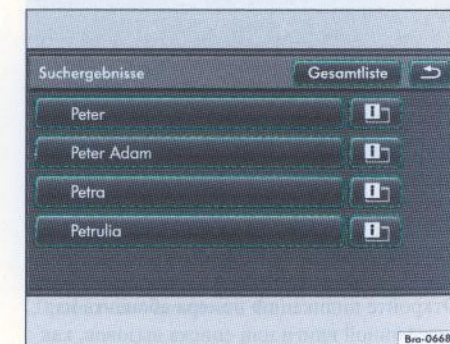 Suchergebnisse Gesamtliste
Peter
Peter Adam
Petra
Petrulia
Bra-0668